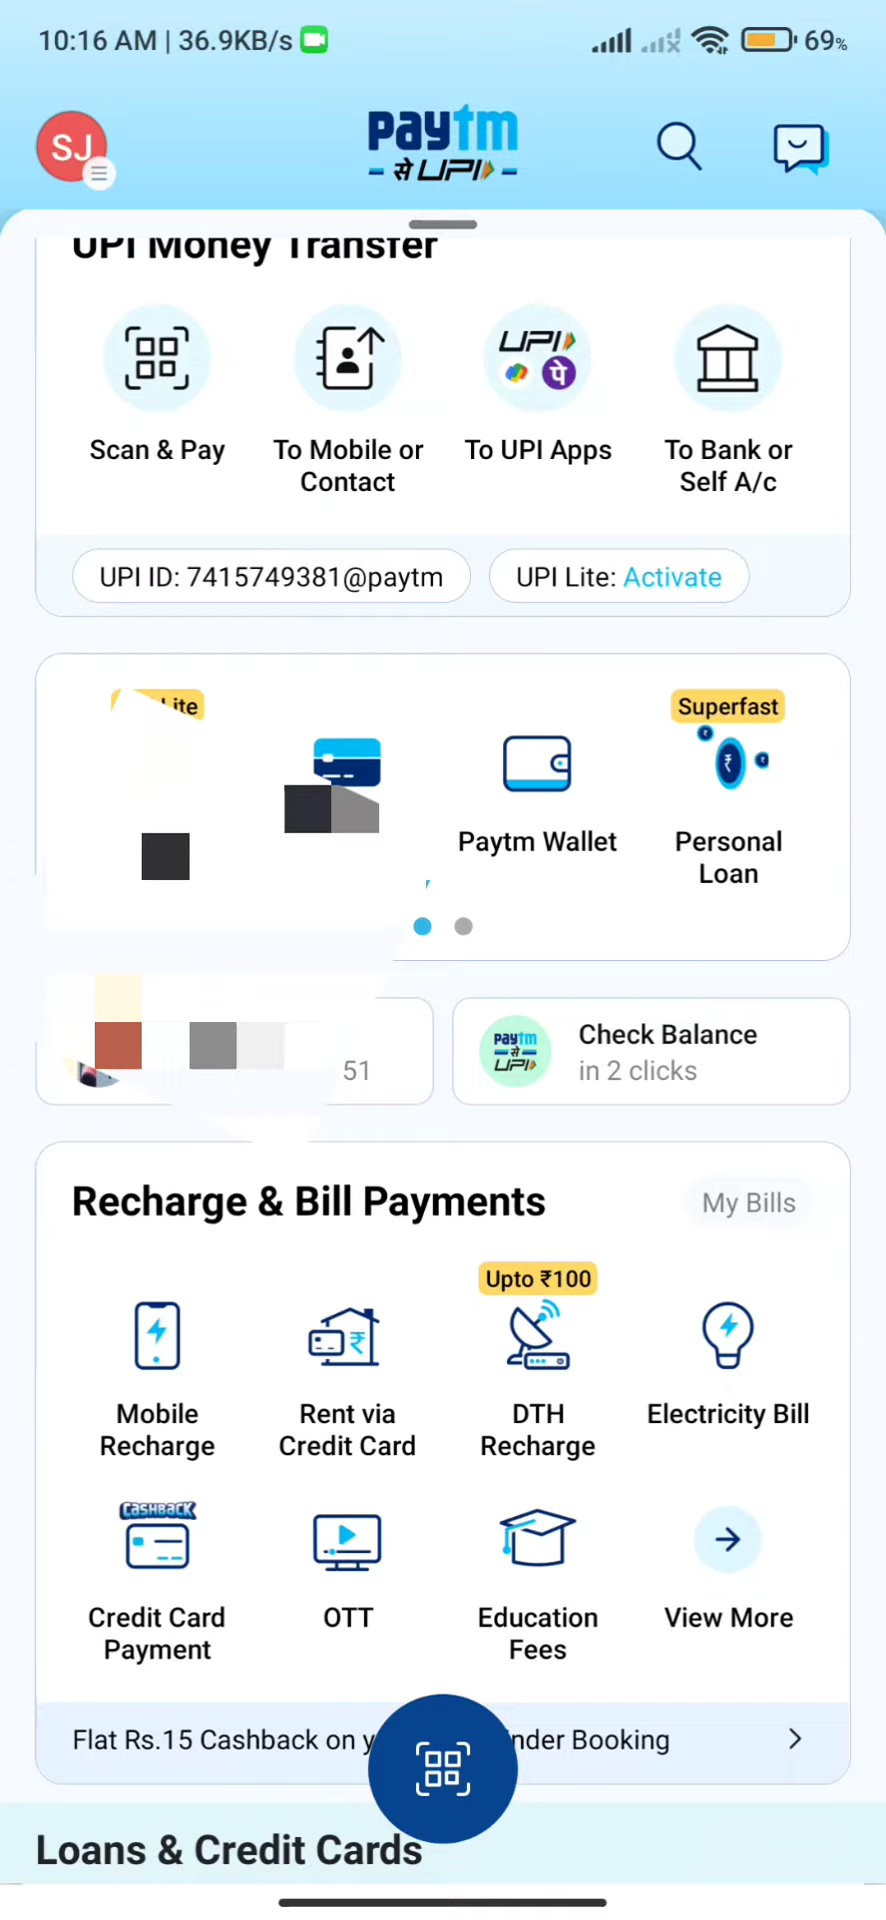 10:16 AM | 36.9KB/s
69%
SJ
paytm
से UPI
UPI Money Transfer
UPI
पे
Scan & Pay
To Mobile or
Contact
To UPI Apps
To Bank or
Self A/c
UPI ID: 7415749381@paytm
UPI Lite: Activate
Superfast
₹
Paytm Wallet
Personal
Loan
51
paytm
से
UPI
Check Balance
in 2 clicks
Recharge & Bill Payments
My Bills
Upto ₹100
₹
Mobile
Recharge
Rent via
Credit Card
DTH
Recharge
Electricity Bill
CASHBACK
Credit Card
Payment
OTT
Education
Fees
View More
Flat Rs.15 Cashback on
Booking
Loans & Credit Cards